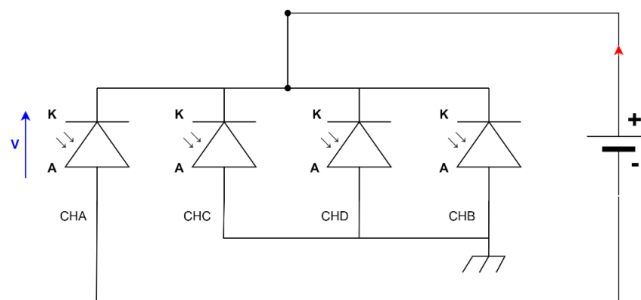 K K K K
+
V
A A A A
-
CHA CHC CHD CHB